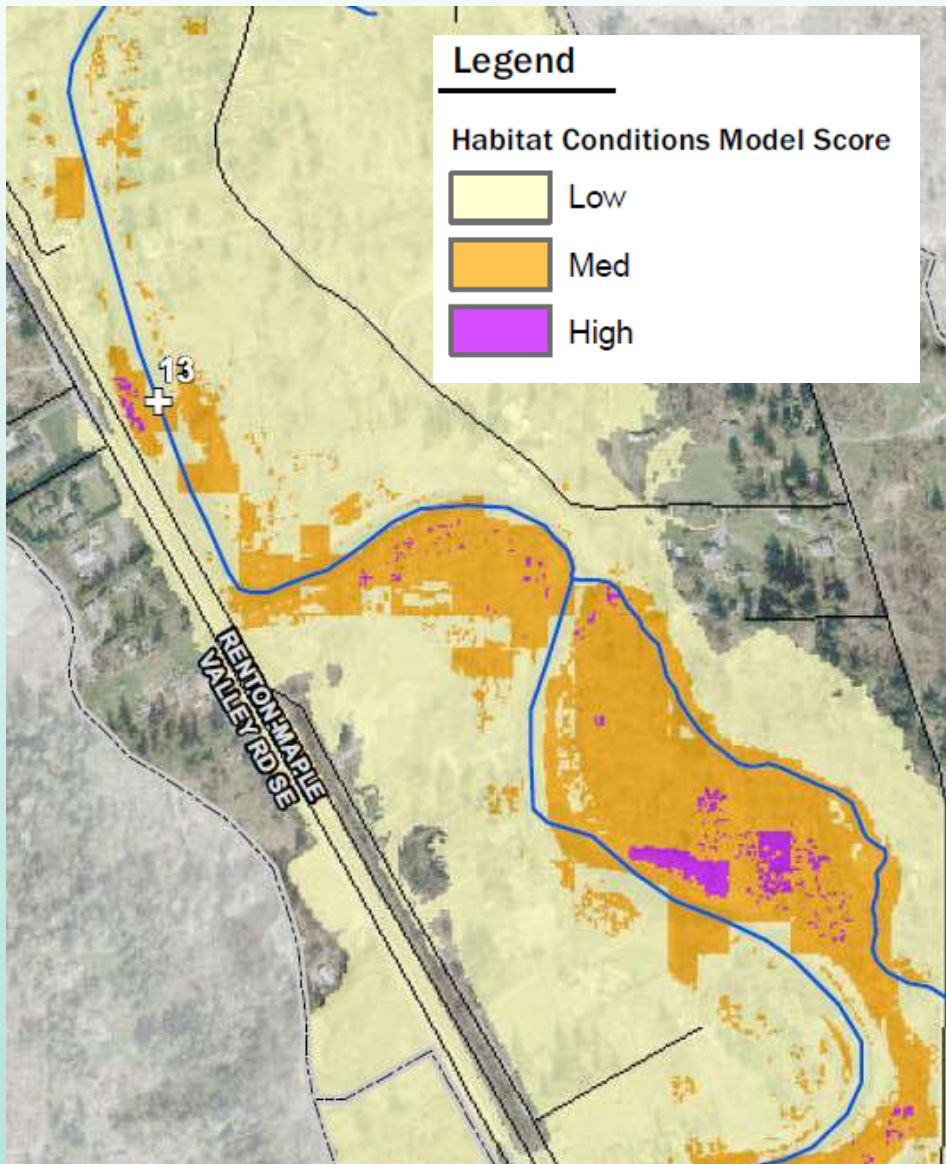 Legend
Habitat Conditions Model Score
Low
Med
High
13
RENTON-MAPLE
VALLEY RD SE